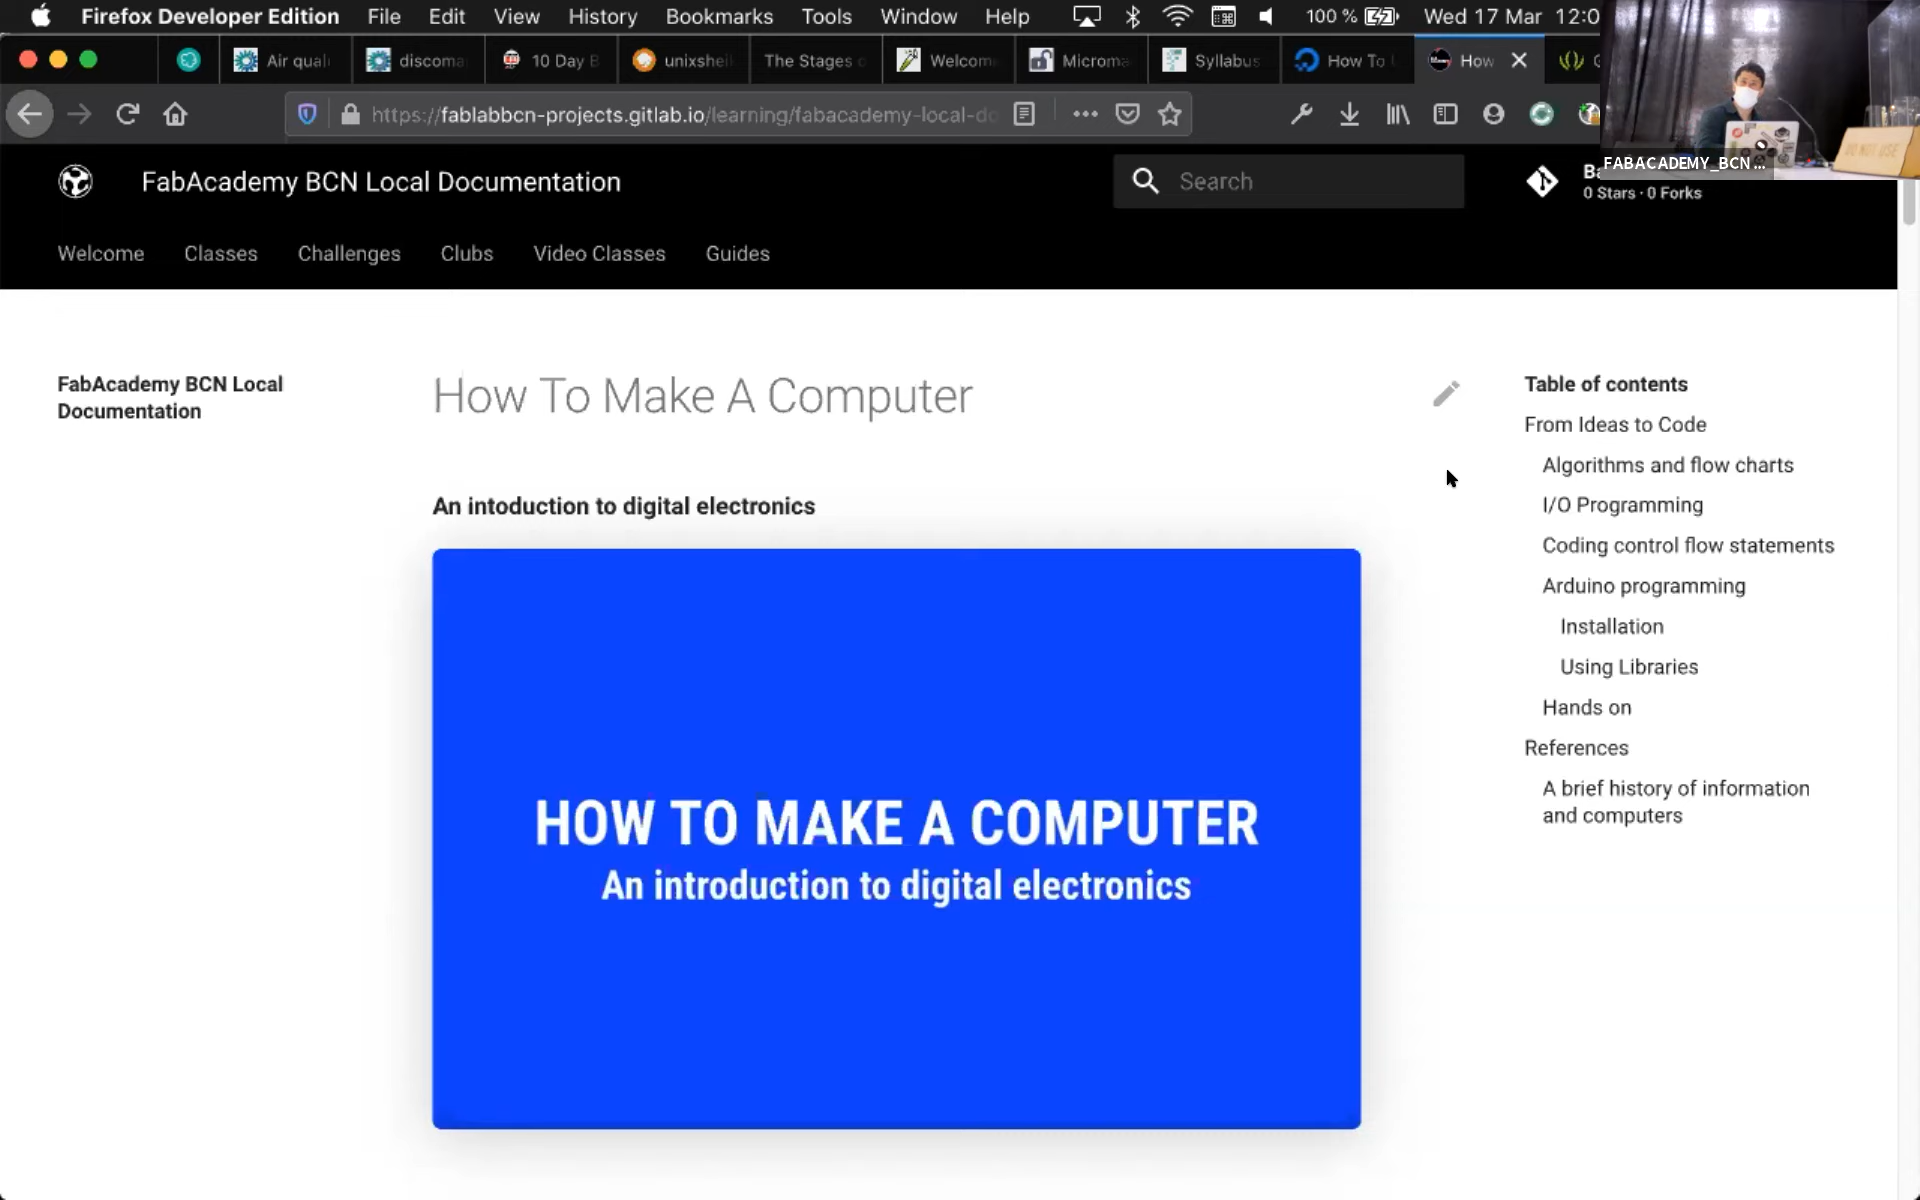 Firefox Developer Edition File Edit View History Bookmarks Tools Window Help 100 % Wed 17 Mar 12:0
Air quali discoma 10 Day B unixshell The Stages o Welcom Microma Syllabus How To How
https://fablabbcn-projects.gitlab.io/learning/fabacademy-local-do
FABACADEMY_BCN ...
FabAcademy BCN Local Documentation
Search
0 Stars · 0 Forks
Welcome Classes Challenges Clubs Video Classes Guides
FabAcademy BCN Local
Documentation
How To Make A Computer
An intoduction to digital electronics
HOW TO MAKE A COMPUTER
An introduction to digital electronics
Table of contents
From Ideas to Code
Algorithms and flow charts
I/O Programming
Coding control flow statements
Arduino programming
Installation
Using Libraries
Hands on
References
A brief history of information
and computers